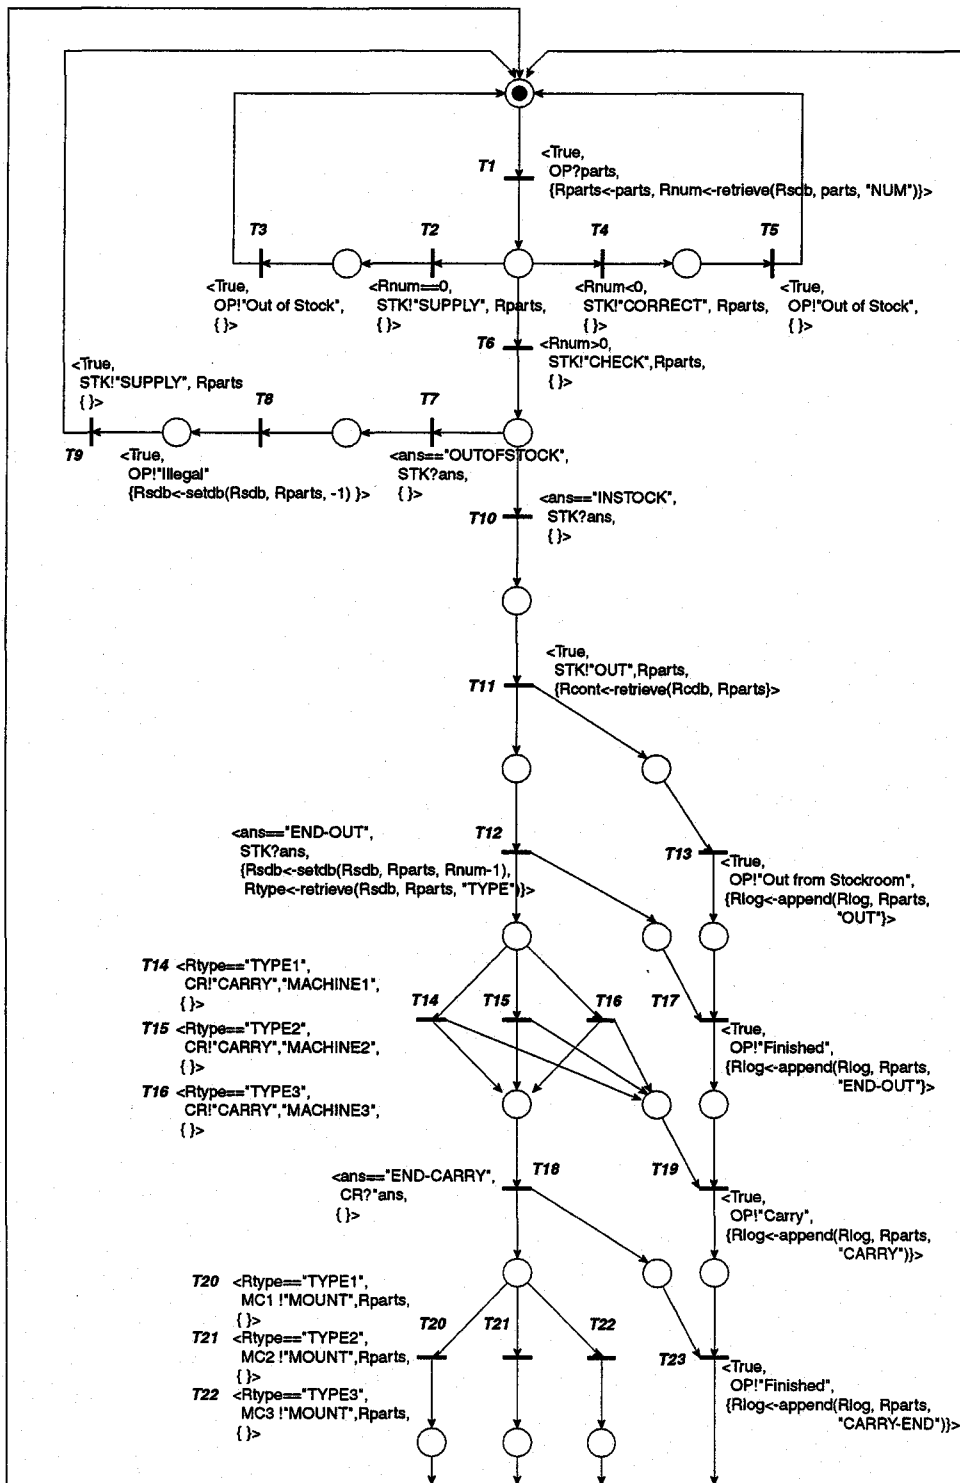 T1
<True,
OP?parts,
{Rparts<-parts, Rnum<-retrieve(Rsdb, parts, "NUM")}>
T3
T2
T4
T5
<True,
OP!"Out of Stock",
{ }>
<Rnum==0,
STK!"SUPPLY", Rparts,
{ }>
<Rnum<0,
STK!"CORRECT", Rparts,
{ }>
<True,
OP!"Out of Stock",
{ }>
T6
<Rnum>0,
STK!"CHECK",Rparts,
{ }>
<True,
STK!"SUPPLY", Rparts
{ }>
T8
T7
T9
<True,
OP!"Illegal"
{Rsdb<-setdb(Rsdb, Rparts, -1) }>
<ans=="OUTOFSTOCK",
STK?ans,
{ }>
T10
<ans=="INSTOCK",
STK?ans,
{ }>
T11
<True,
STK!"OUT",Rparts,
{Rcont<-retrieve(Rcdb, Rparts}>
<ans=="END-OUT",
STK?ans,
{Rsdb<-setdb(Rsdb, Rparts, Rnum-1),
Rtype<-retrieve(Rsdb, Rparts, "TYPE")}>
T12
T13
<True,
OP!"Out from Stockroom",
{Rlog<-append(Rlog, Rparts,
"OUT"}>
T14 <Rtype=="TYPE1",
CR!"CARRY","MACHINE1",
{ }>
T15 <Rtype=="TYPE2",
CR!"CARRY","MACHINE2",
{ }>
T16 <Rtype=="TYPE3",
CR!"CARRY","MACHINE3",
{ }>
T14
T15
T16
T17
<True,
OP!"Finished",
{Rlog<-append(Rlog, Rparts,
"END-OUT"}>
<ans=="END-CARRY",
CR?"ans,
{ }>
T18
T19
<True,
OP!"Carry",
{Rlog<-append(Rlog, Rparts,
"CARRY")}>
T20 <Rtype=="TYPE1",
MC1 !"MOUNT",Rparts,
{ }>
T21 <Rtype=="TYPE2",
MC2 !"MOUNT",Rparts,
{ }>
T22 <Rtype=="TYPE3",
MC3 !"MOUNT",Rparts,
{ }>
T20
T21
T22
T23
<True,
OP!"Finished",
{Rlog<-append(Rlog, Rparts,
"CARRY-END")}>